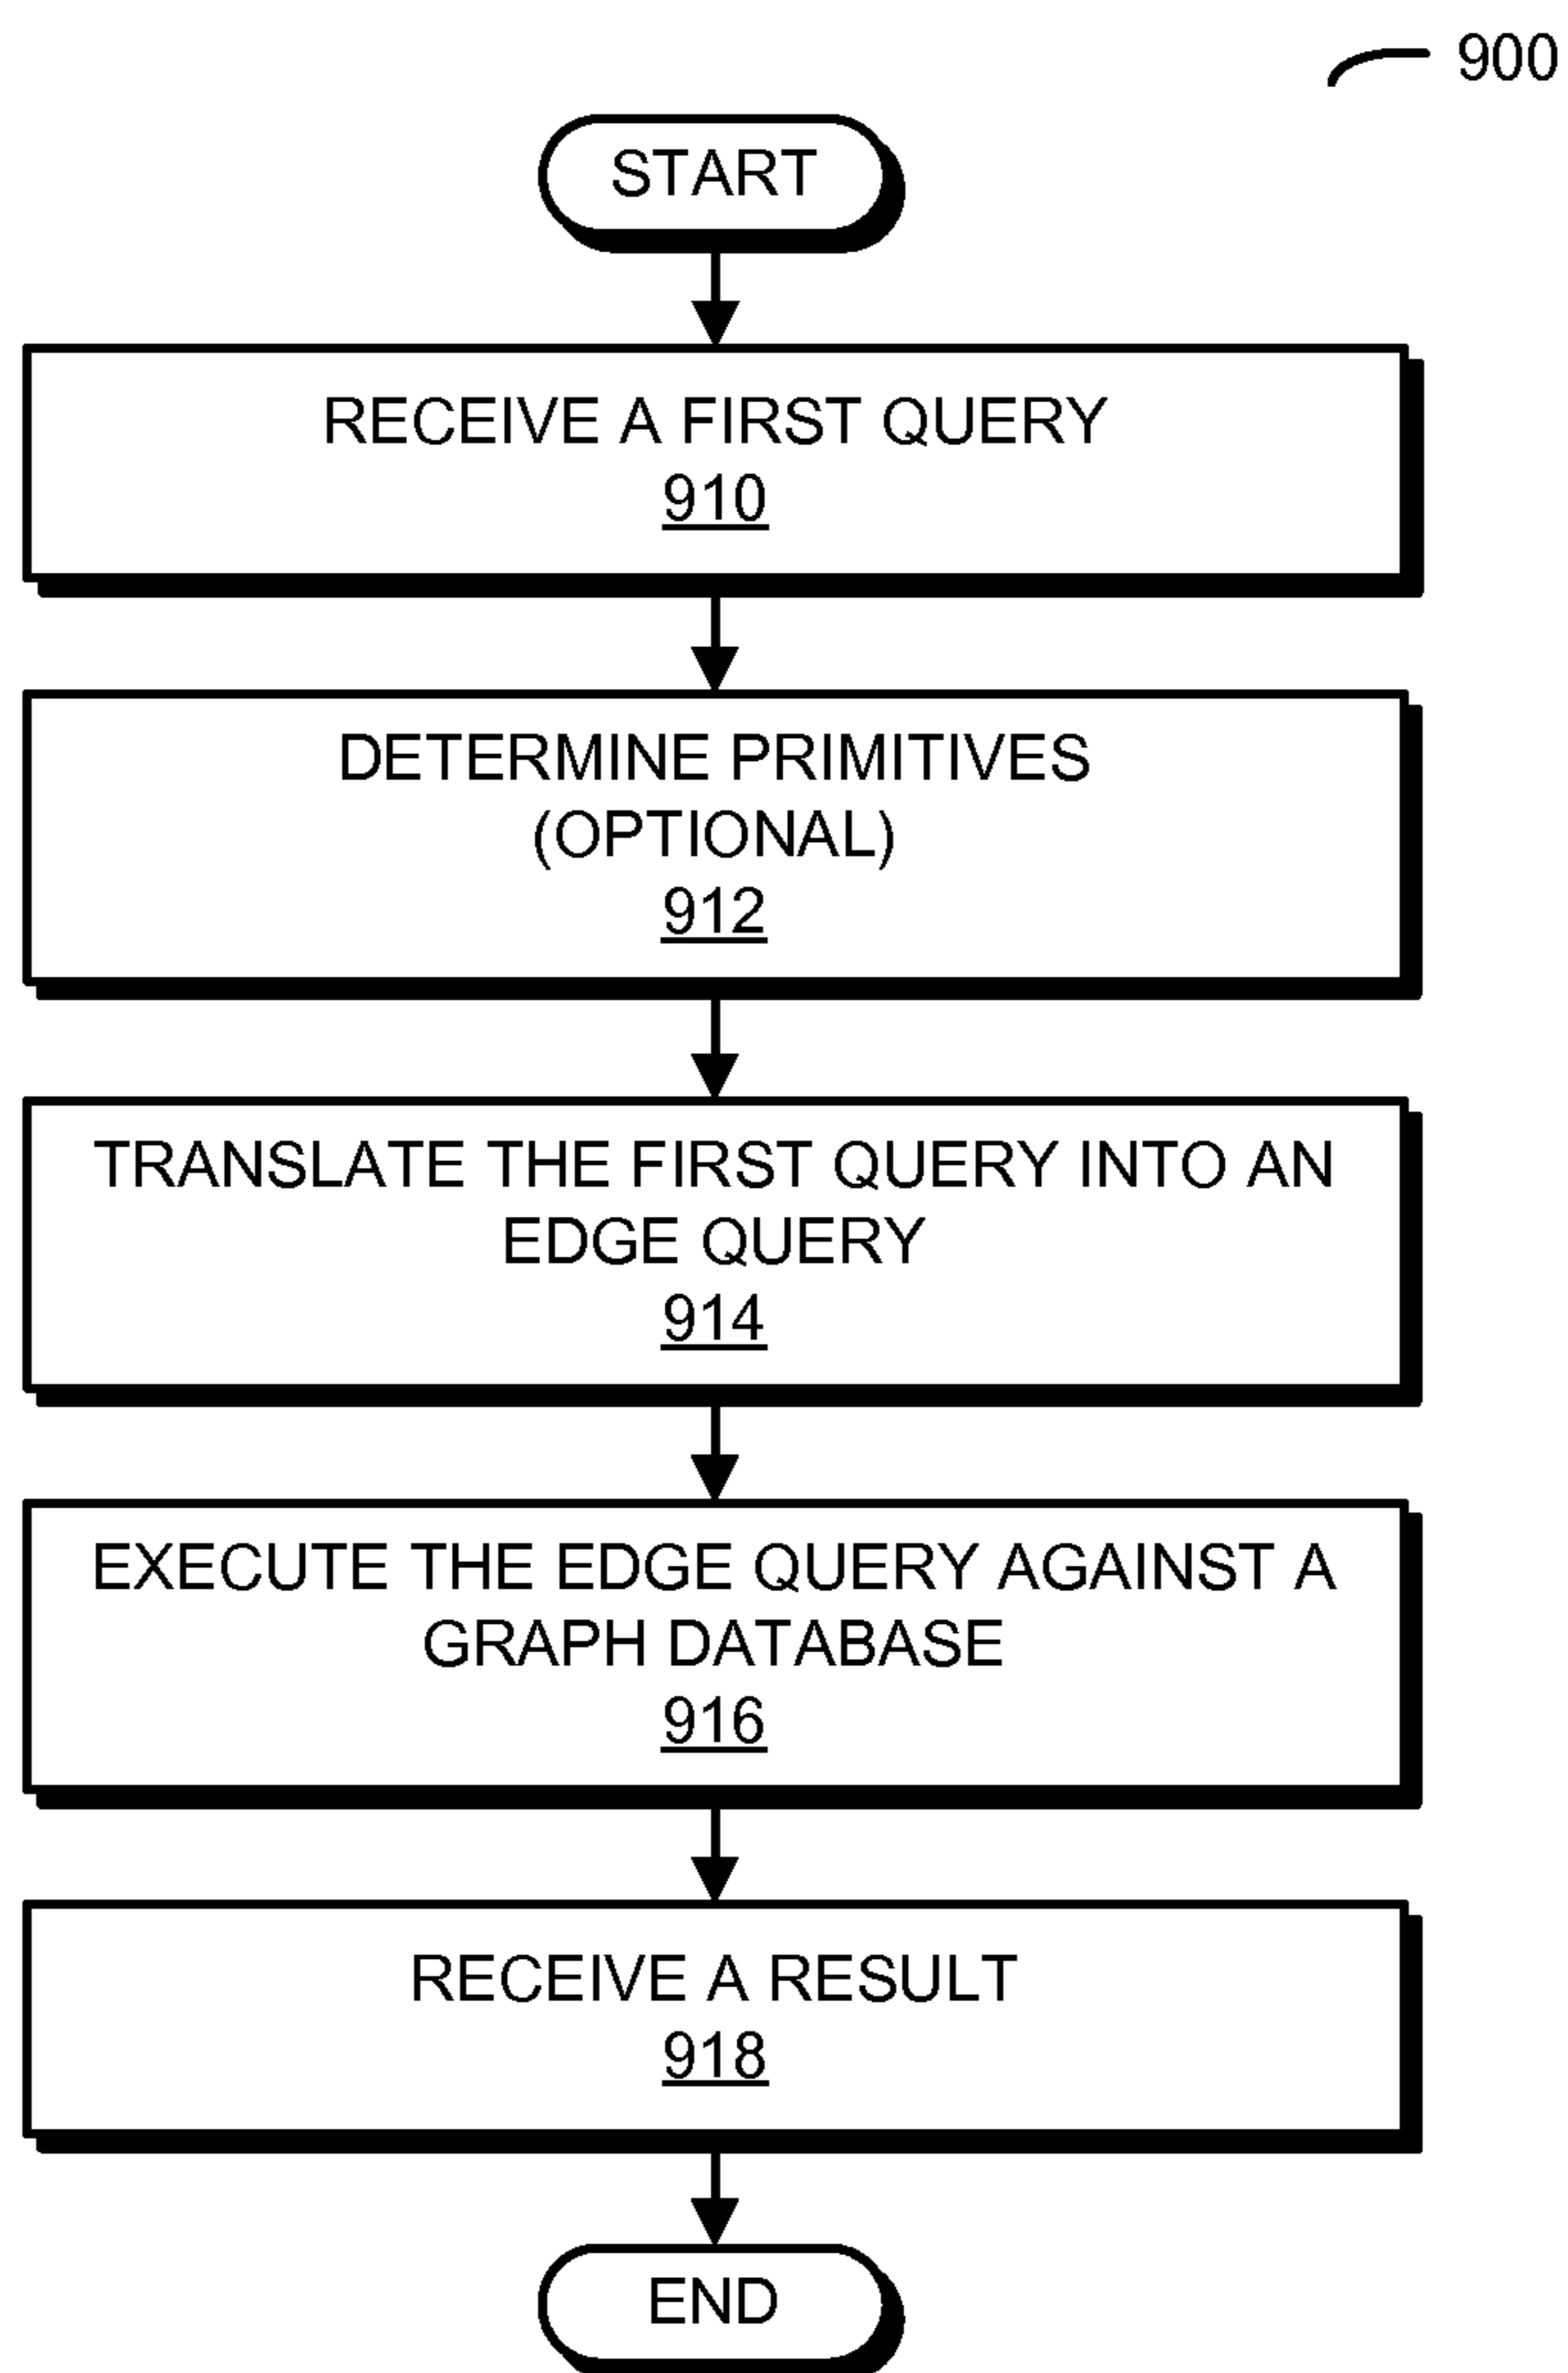 900
START
RECEIVE A FIRST QUERY
910
DETERMINE PRIMITIVES
(OPTIONAL)
912
TRANSLATE THE FIRST QUERY INTO AN
EDGE QUERY
914
EXECUTE THE EDGE QUERY AGAINST A
GRAPH DATABASE
916
RECEIVE A RESULT
918
END